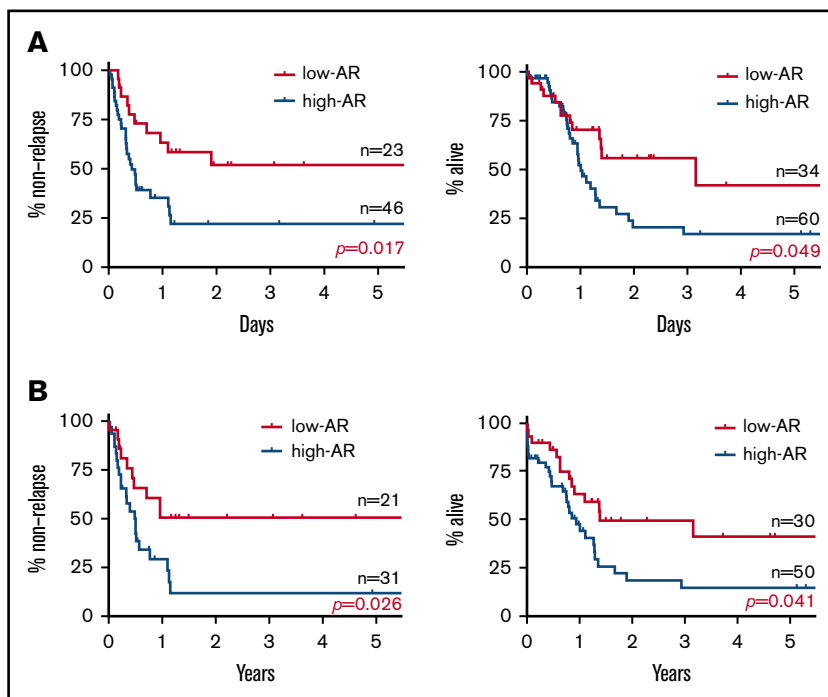 A
% non-relapse
100
75
50
25
0
low-AR
high-AR
n=23
n=46
p=0.017
0 1 2 3 4 5
Days
% alive
100
75
50
25
0
low-AR
high-AR
n=34
n=60
p=0.049
0 1 2 3 4 5
Days
B
% non-relapse
100
75
50
25
0
low-AR
high-AR
n=21
n=31
p=0.026
0 1 2 3 4 5
Years
% alive
100
75
50
25
0
low-AR
high-AR
n=30
n=50
p=0.041
0 1 2 3 4 5
Years